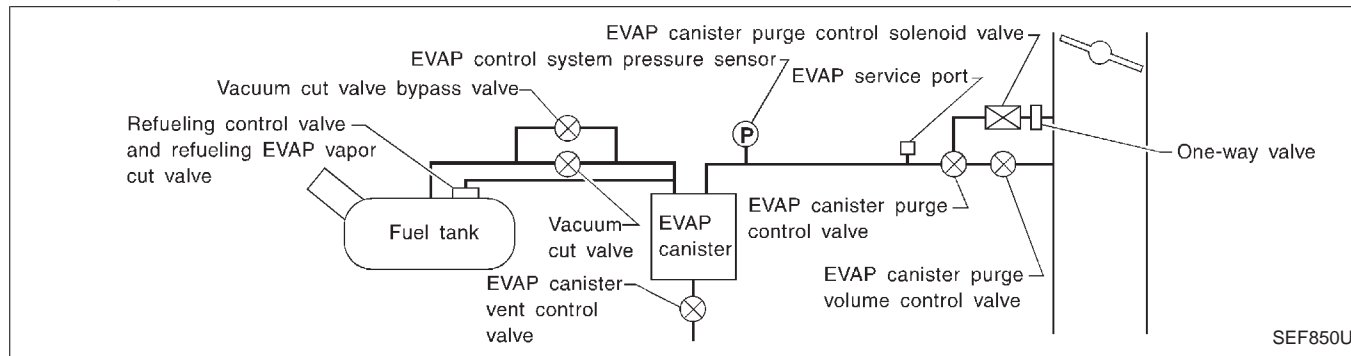 EVAP canister purge control solenoid valve
EVAP control system pressure sensor
EVAP service port
Vacuum cut valve bypass valve
Refueling control valve
and refueling EVAP vapor
cut valve
P
One-way valve
Fuel tank
Vacuum
cut valve
EVAP
canister
EVAP canister purge
control valve
EVAP canister
vent control
valve
EVAP canister purge
volume control valve
SEF850U